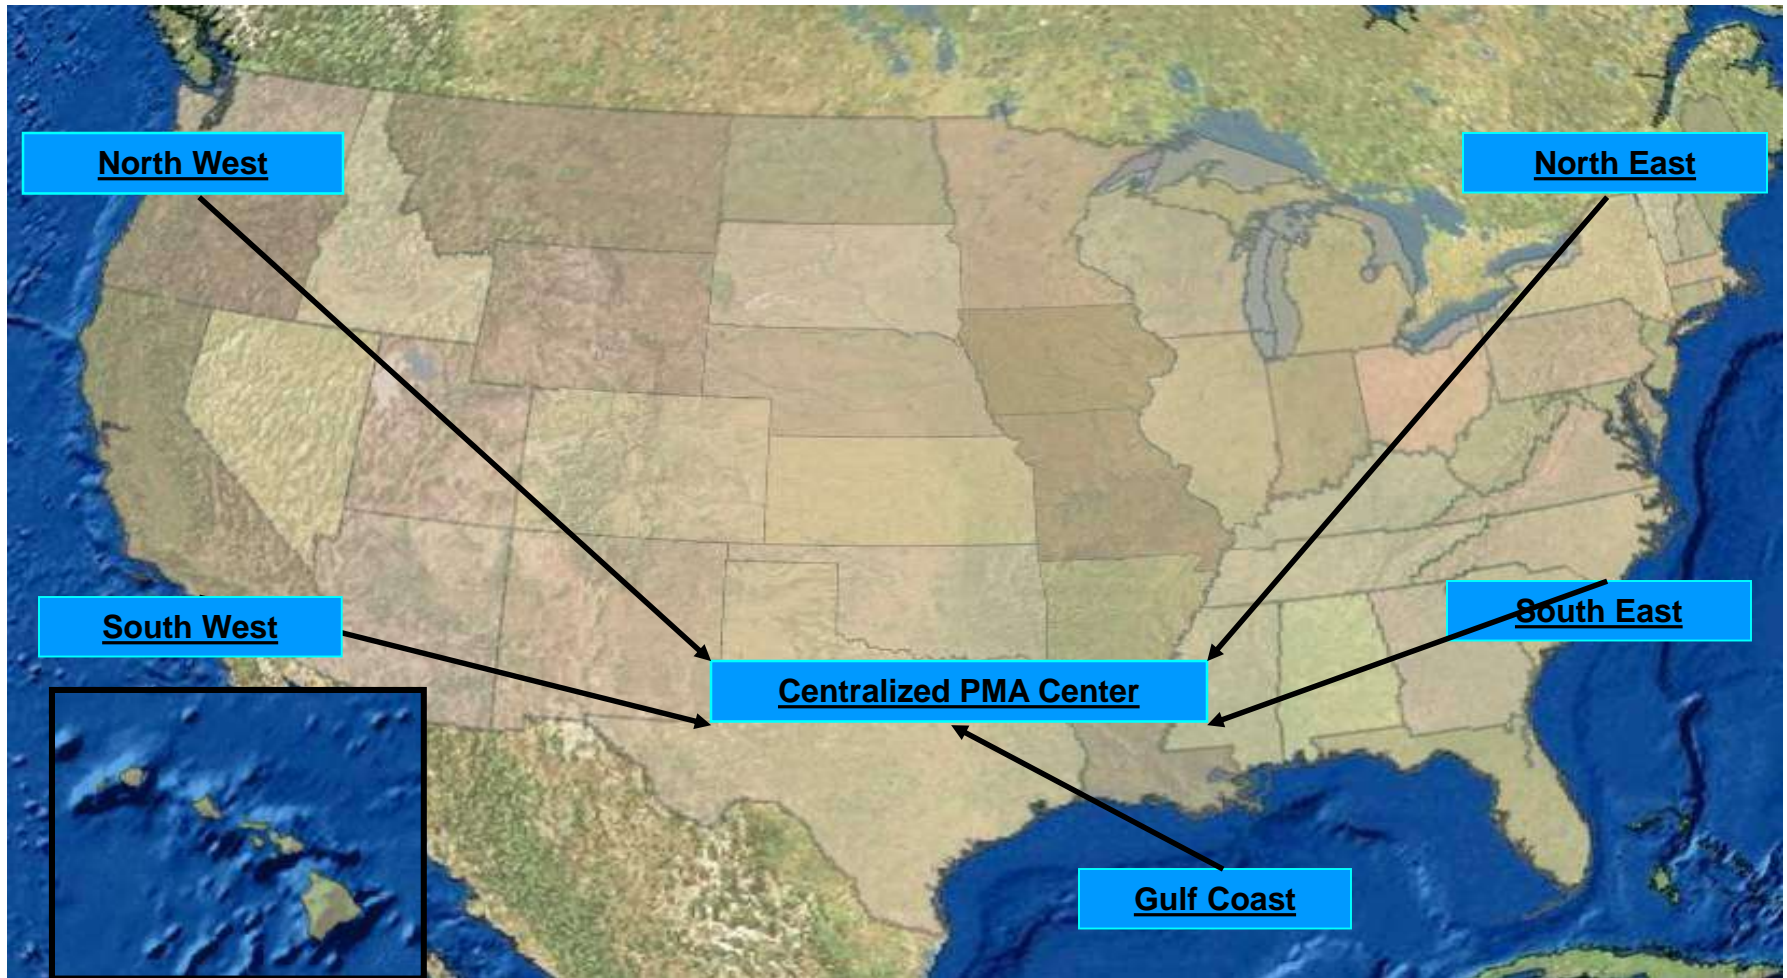 North West
North East
South West
South East
Centralized PMA Center
Gulf Coast